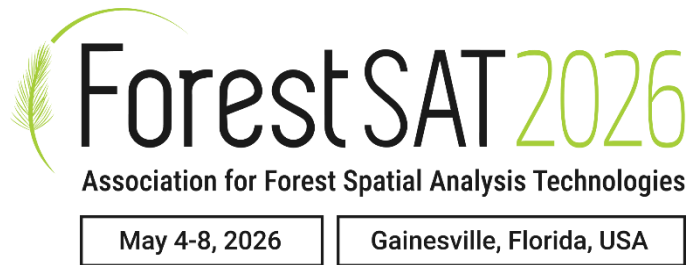 ForestSAT2026
Association for Forest Spatial Analysis Technologies
May 4-8, 2026
Gainesville, Florida, USA